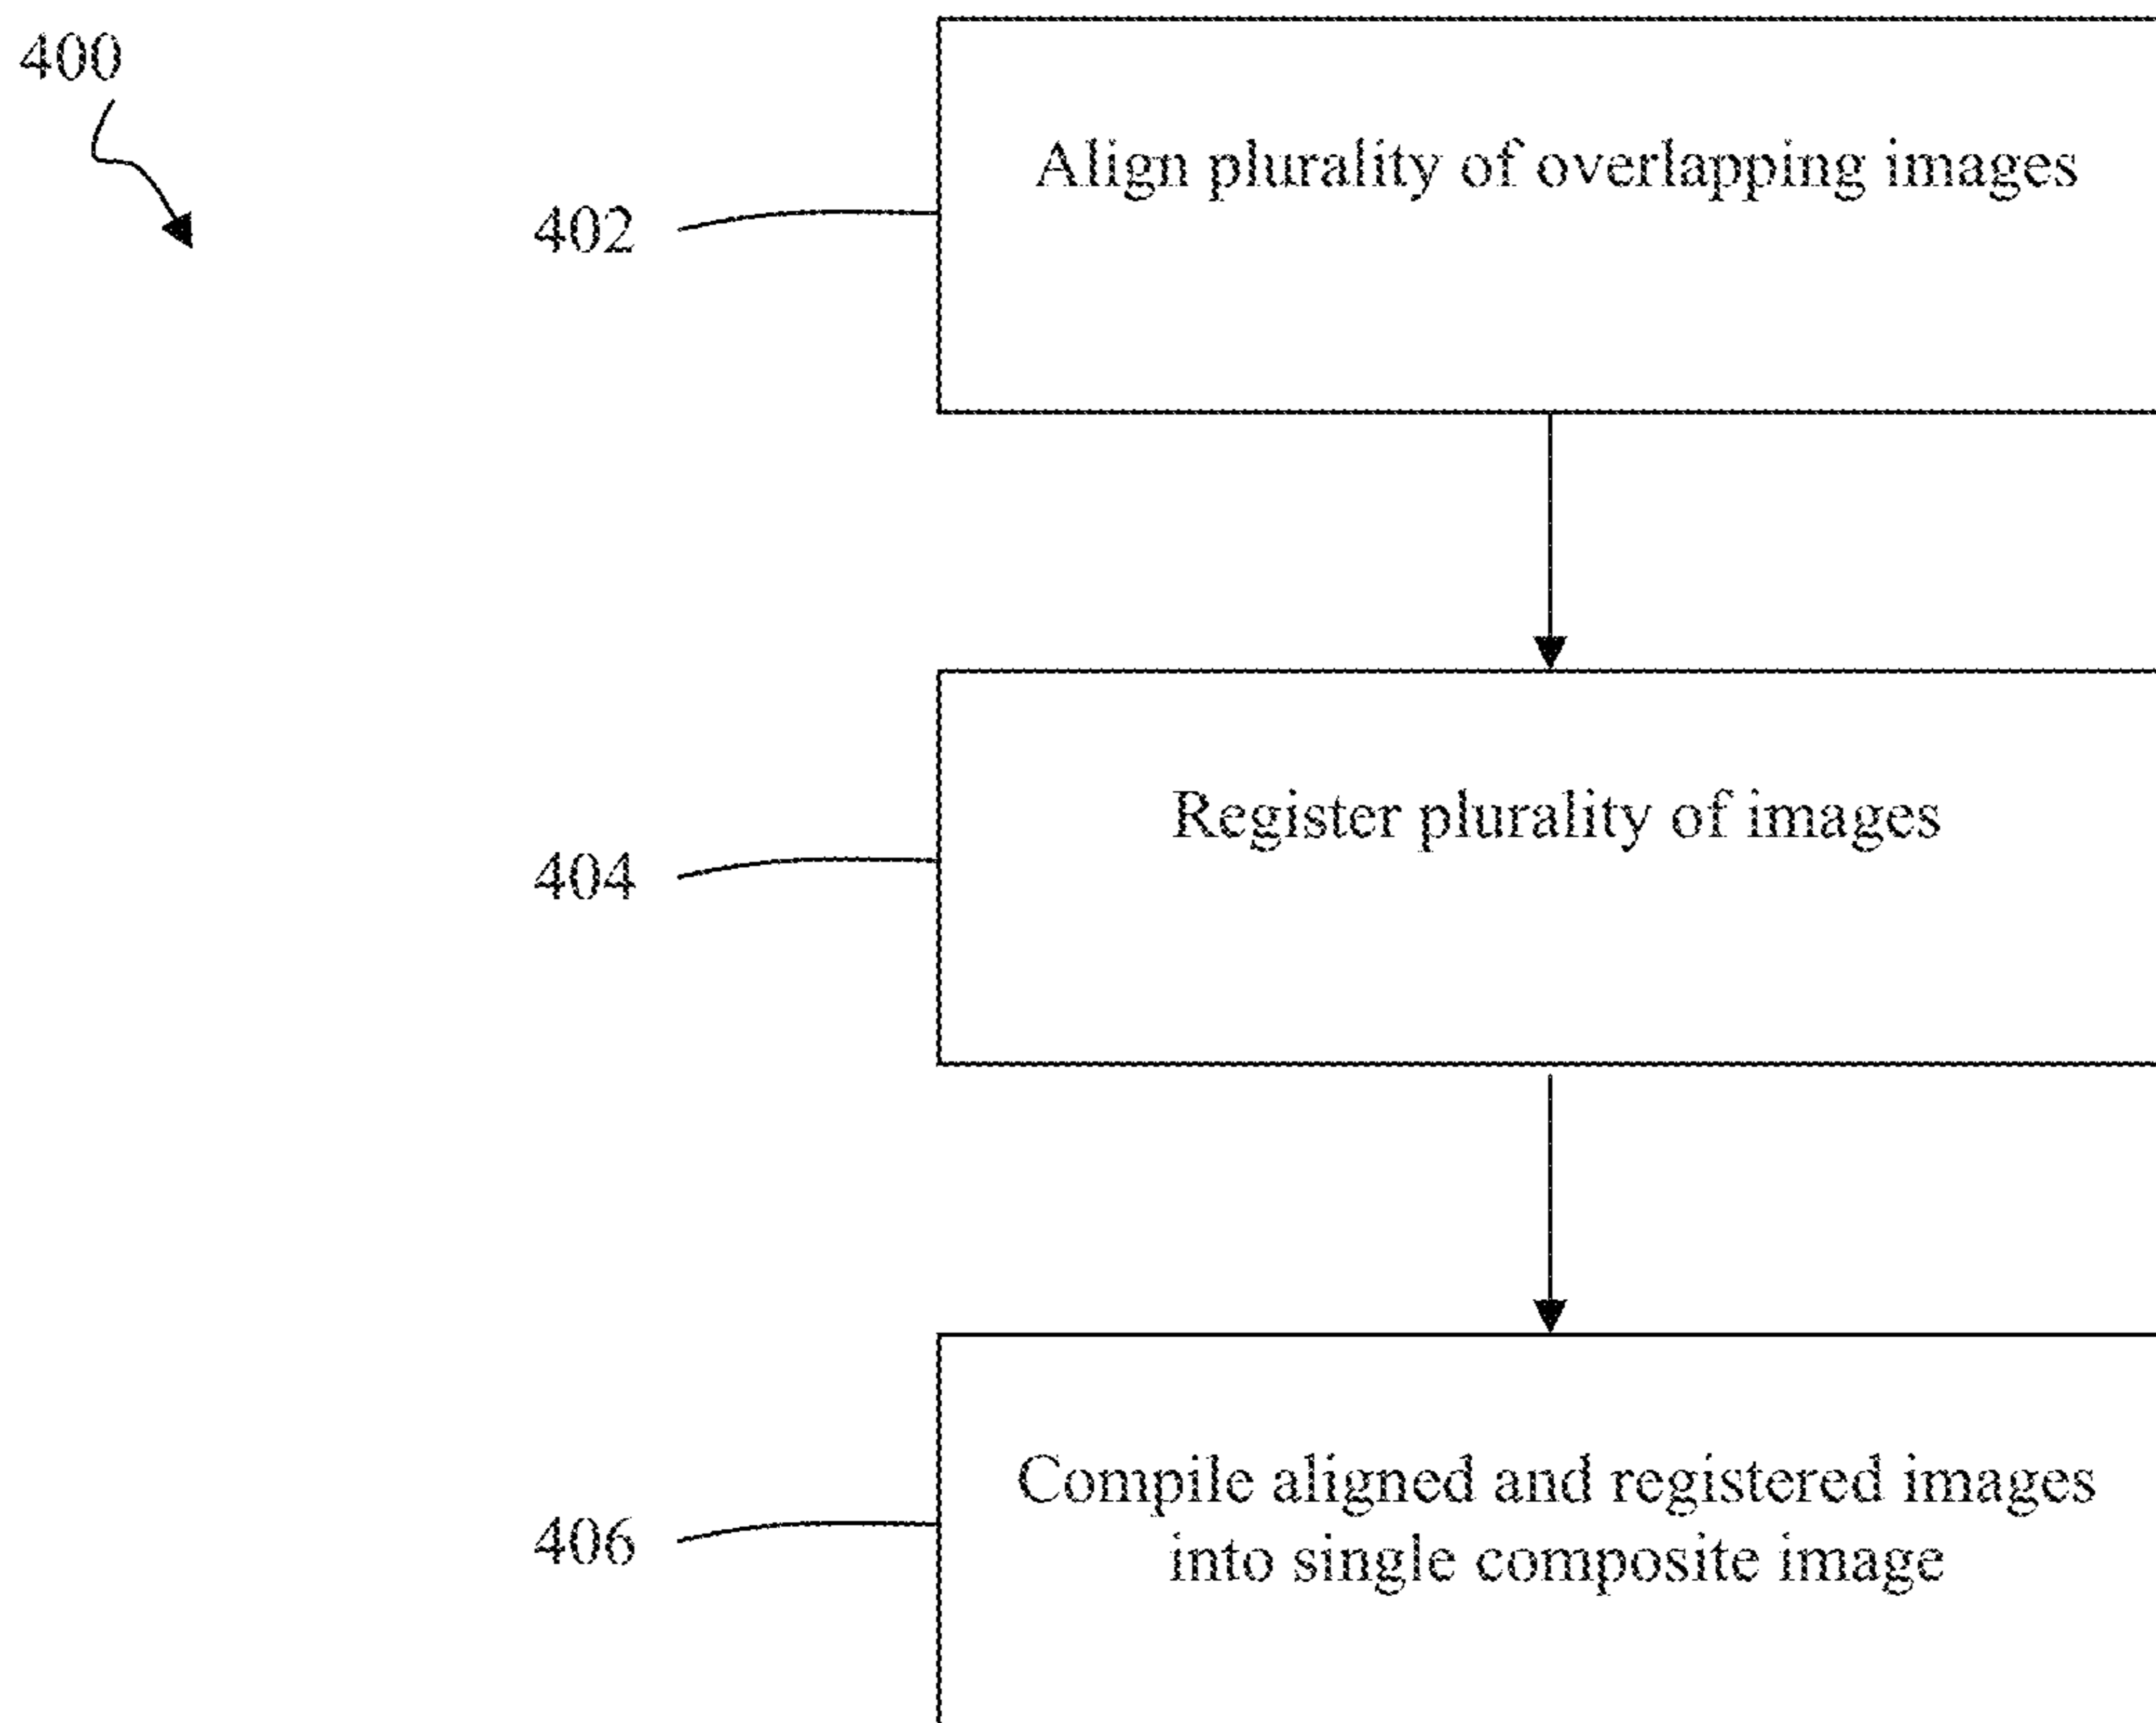 400
Align plurality of overlapping images
402
Register plurality of images
404
Compile aligned and registered images
into single composite image
406